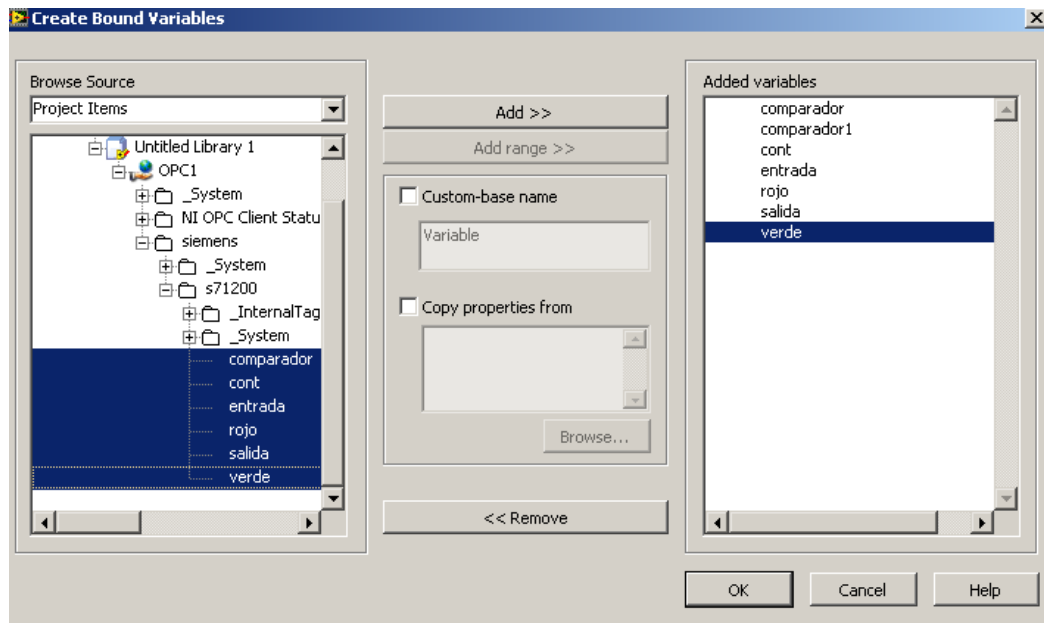 Create Bound Variables
Browse Source
Project Items
Untitled Library 1
OPC1
_System
NI OPC Client Statu
siemens
_System
s71200
_InternalTag
_System
comparador
cont
entrada
rojo
salida
verde
Add >>
Add range >>
Custom-base name
Variable
Copy properties from
Browse...
<< Remove
Added variables
comparador
comparador1
cont
entrada
rojo
salida
verde
OK
Cancel
Help